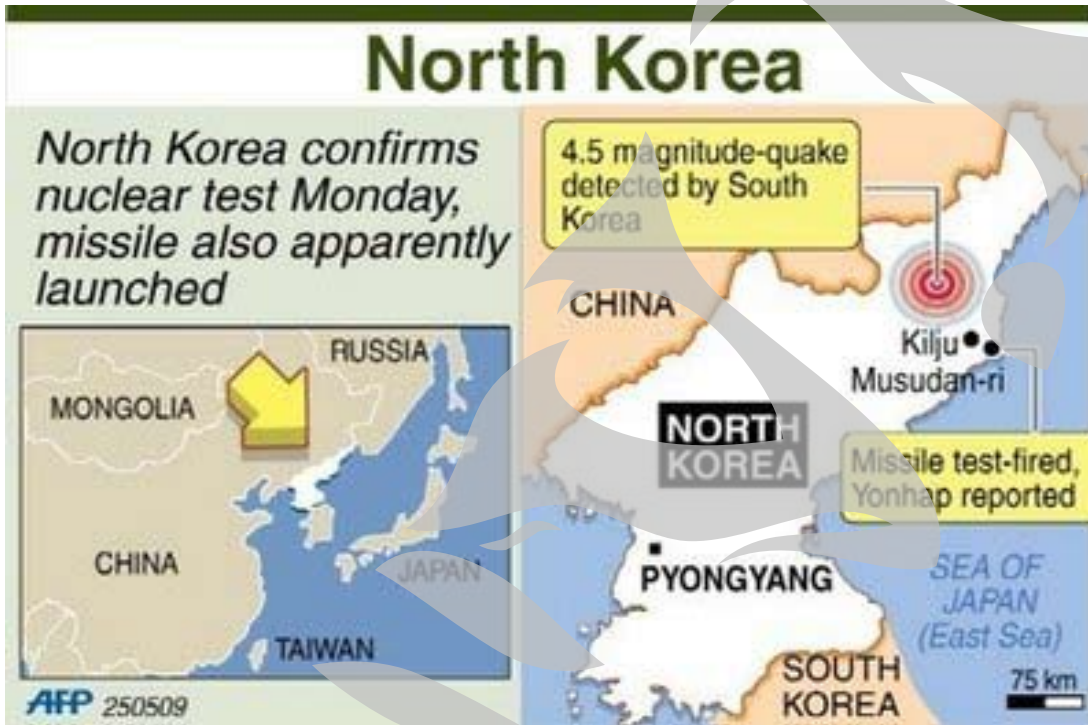 North Korea
North Korea confirms
nuclear test Monday,
missile also apparently
launched
RUSSIA
MONGOLIA
CHINA
JAPAN
TAIWAN
AFP 250509
4.5 magnitude-quake
detected by South
Korea
CHINA
Kilju
Musudan-ri
NORTH
KOREA
Missile test-fired,
Yonhap reported
PYONGYANG
SEA OF
JAPAN
(East Sea)
SOUTH
KOREA
75 km